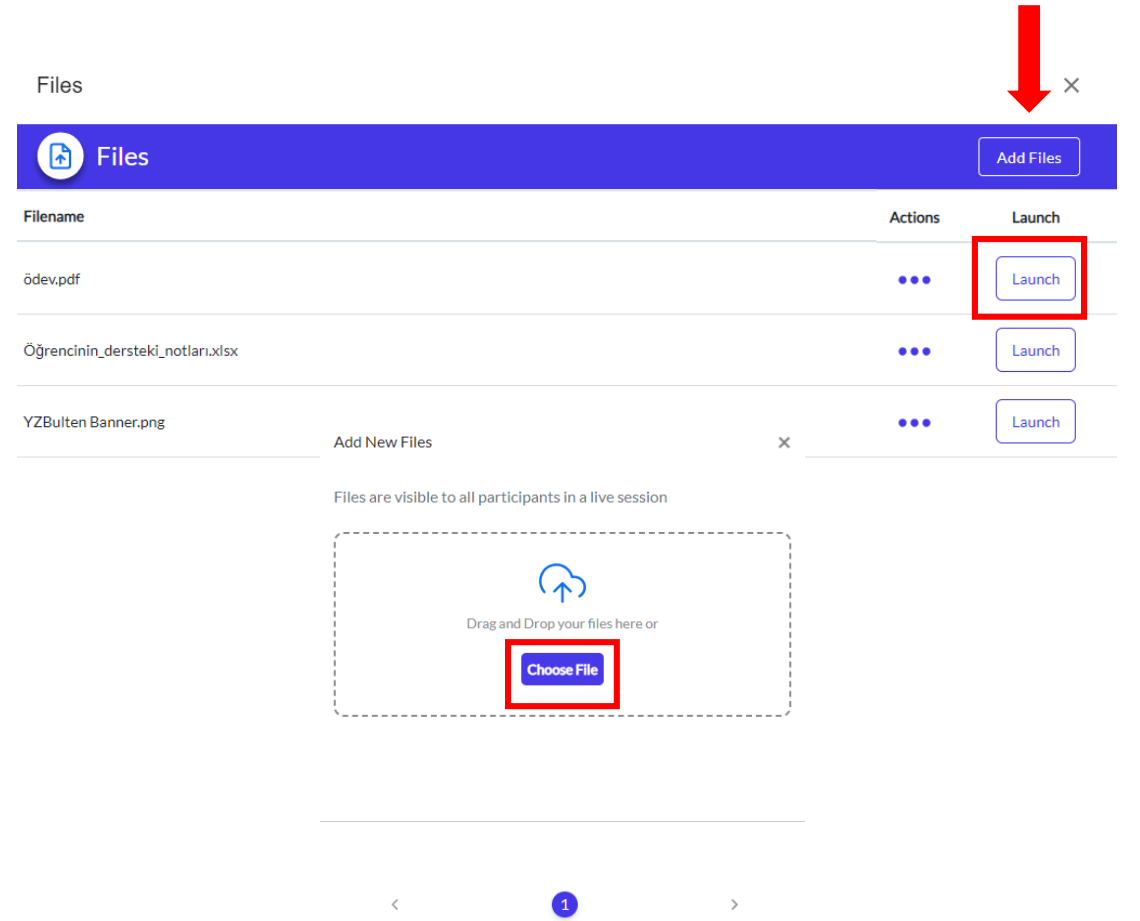 Files
Files
Add Files
Filename Actions Launch
ödev.pdf Launch
Öğrencinin_dersteki_notları.xlsx Launch
YZBulten Banner.png Launch
Add New Files
Files are visible to all participants in a live session
Drag and Drop your files here or
Choose File
1